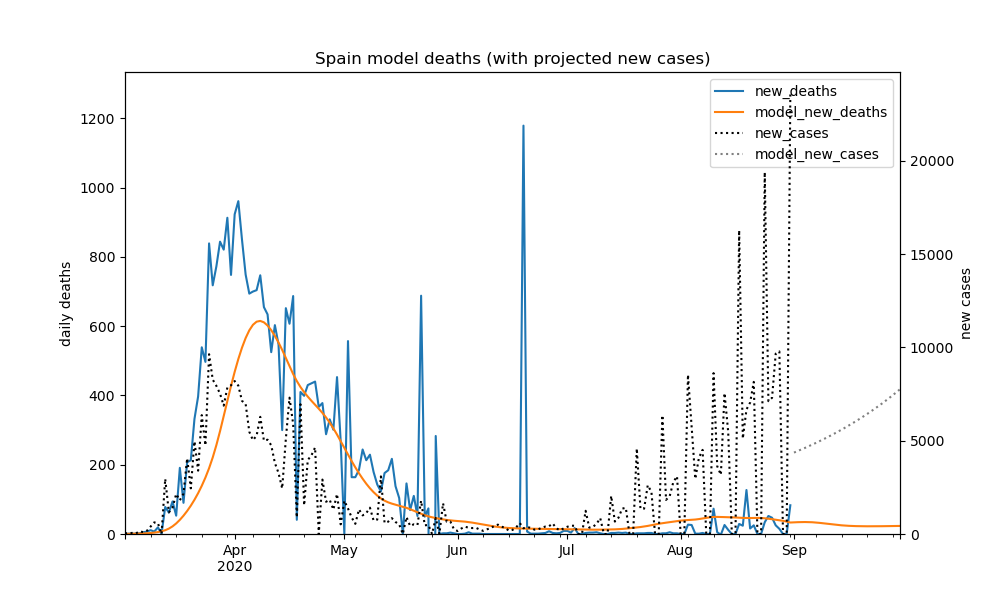 Spain model deaths (with projected new cases)
new_deaths
model_new_deaths
new_cases
model_new_cases
1200
1000
800
600
400
200
0
daily deaths
20000
15000
10000
5000
0
new cases
Apr
2020
May
Jun
Jul
Aug
Sep